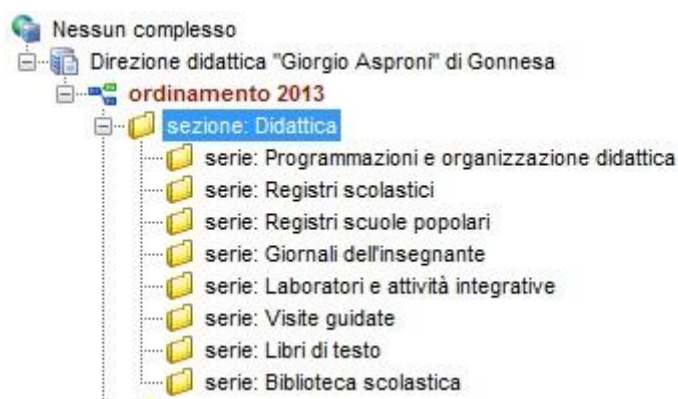 Nessun complesso
Direzione didattica "Giorgio Asproni" di Gonnesa
ordinamento 2013
sezione: Didattica
serie: Programmazioni e organizzazione didattica
serie: Registri scolastici
serie: Registri scuole popolari
serie: Giornali dell'insegnante
serie: Laboratori e attività integrative
serie: Visite guidate
serie: Libri di testo
serie: Biblioteca scolastica